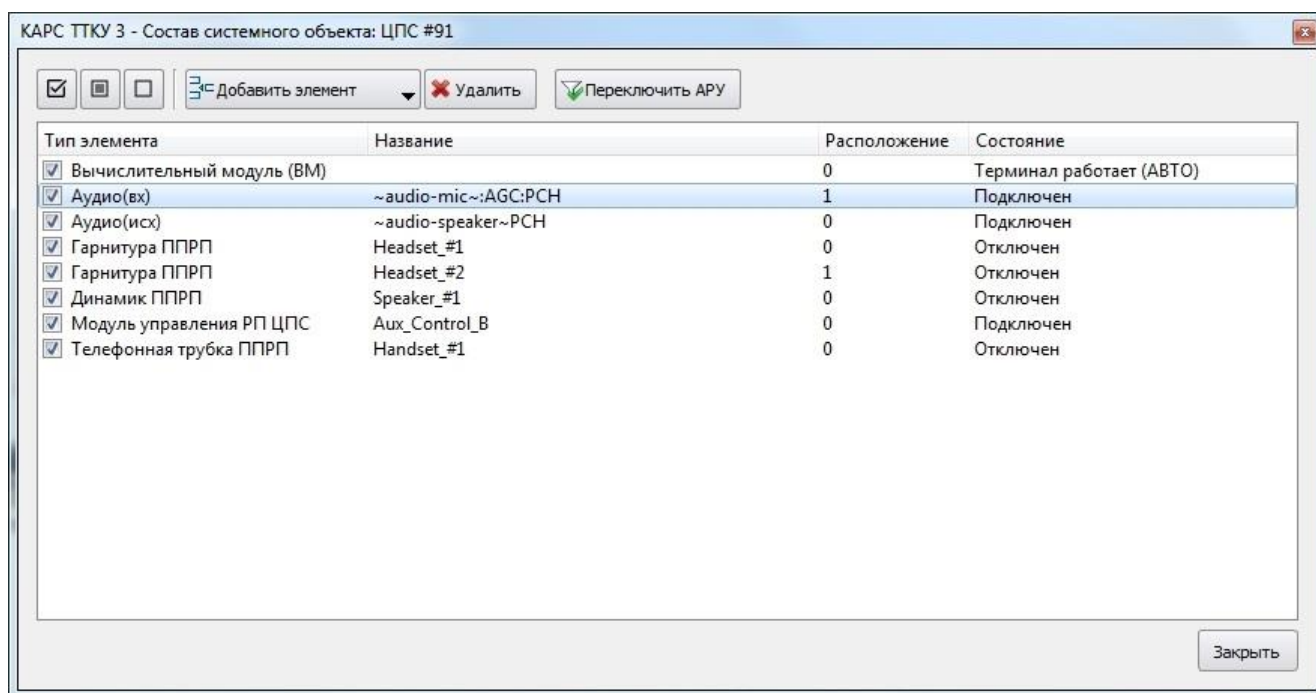 КАРС ТТКУ 3 - Состав системного объекта: ЦПС #91
Добавить элемент Удалить Переключить АРУ
Тип элемента Название Расположение Состояние
Вычислительный модуль (ВМ) 0 Терминал работает (АВТО)
Аудио(вх) ~audio-mic~:AGC:PCH 1 Подключен
Аудио(исх) ~audio-speaker~PCH 0 Подключен
Гарнитура ППРП Headset_#1 0 Отключен
Гарнитура ППРП Headset_#2 1 Отключен
Динамик ППРП Speaker_#1 0 Отключен
Модуль управления РП ЦПС Aux_Control_B 0 Подключен
Телефонная трубка ППРП Handset_#1 0 Отключен
Закрыть